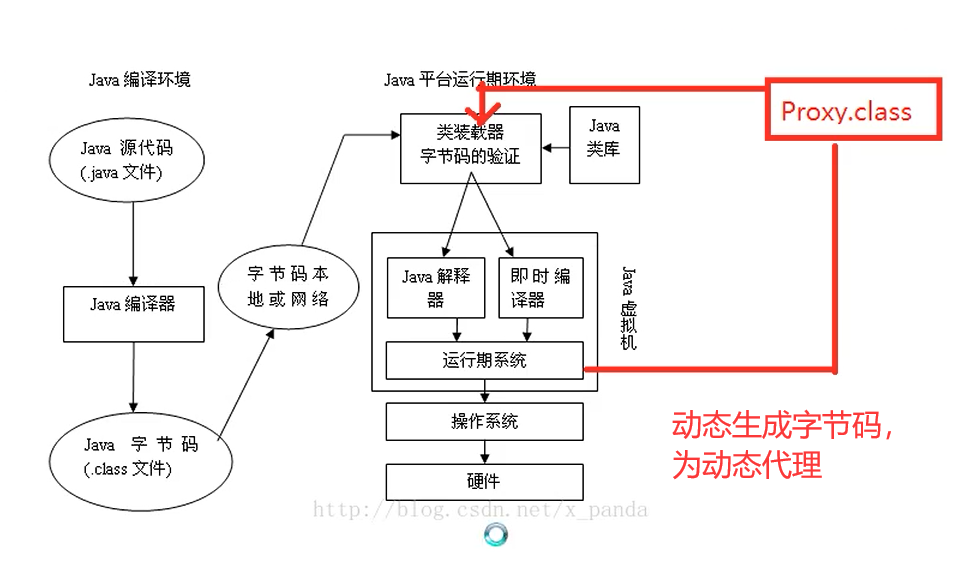 Java 编译环境
Java 源代码
(.java 文件)
Java 编译器
Java 字节码
(.class 文件)
字节码本
地或网络
Java 平台运行期环境
类装载器
字节码的验证
Java
类库
Java 解释
器
即时编
译器
运行期系统
Java 虚拟机
操作系统
硬件
Proxy.class
动态生成字节码，
为动态代理
http://blog.csdn.net/x_panda